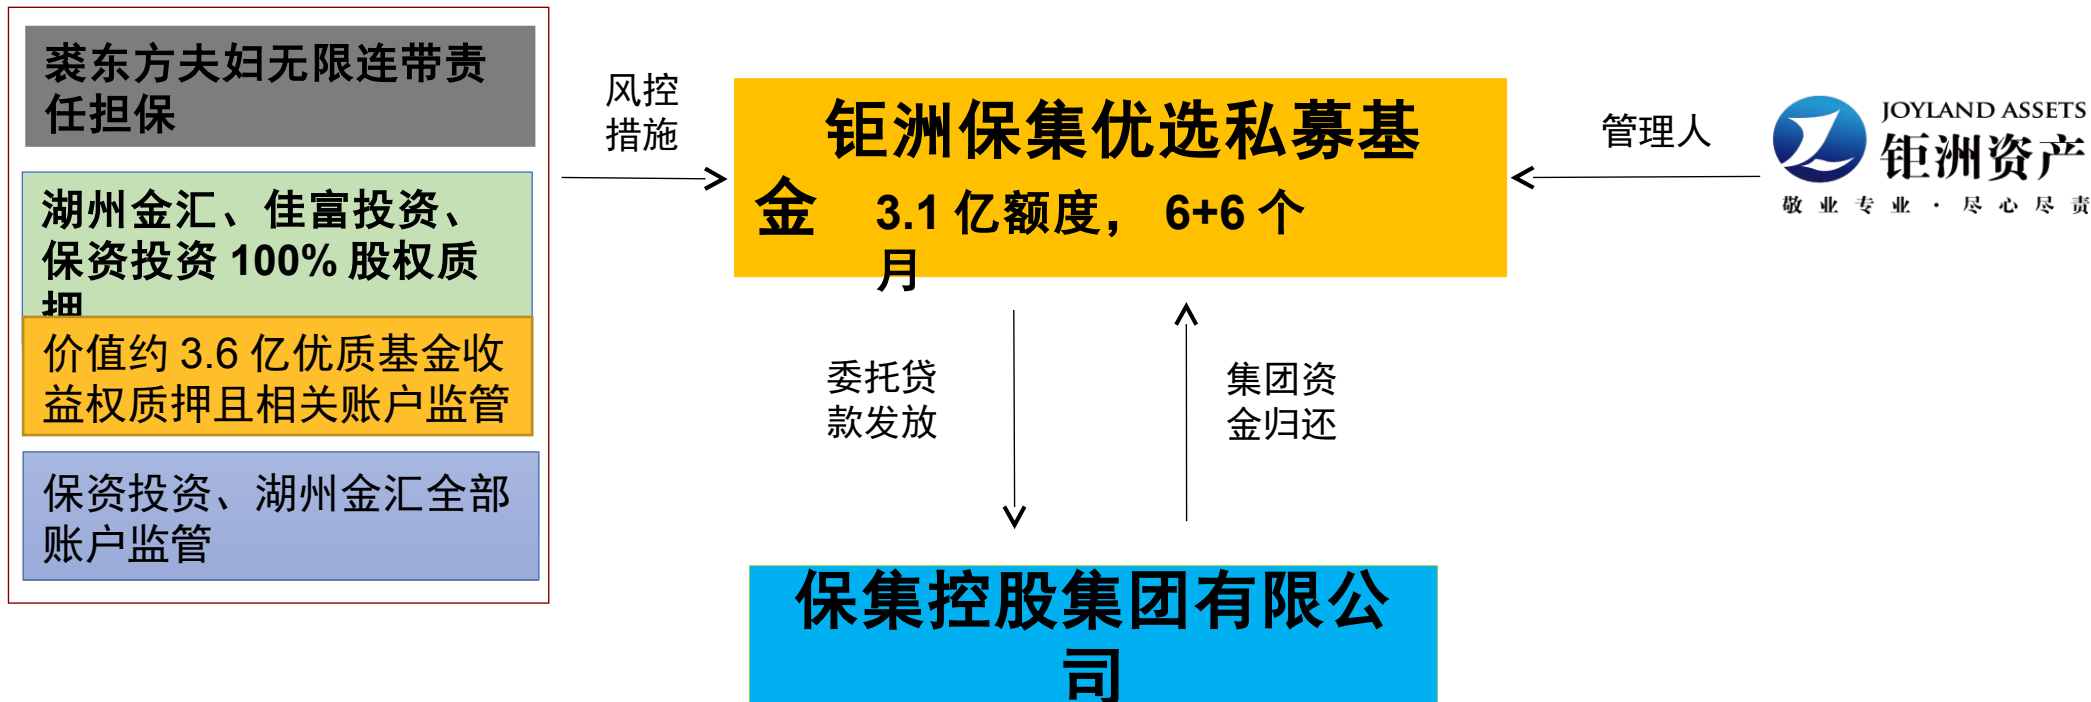 裘东方夫妇无限连带责
任担保
湖州金汇、佳富投资、
保资投资 100% 股权质
押
价值约 3.6 亿优质基金收
益权质押且相关账户监管
保资投资、湖州金汇全部
账户监管
风控
措施
钜洲保集优选私募基
金 3.1 亿额度， 6+6 个
月
管理人
JOYLAND ASSETS
钜洲资产
敬业专业·尽心尽责
委托贷
款发放
集团资
金归还
保集控股集团有限公
司